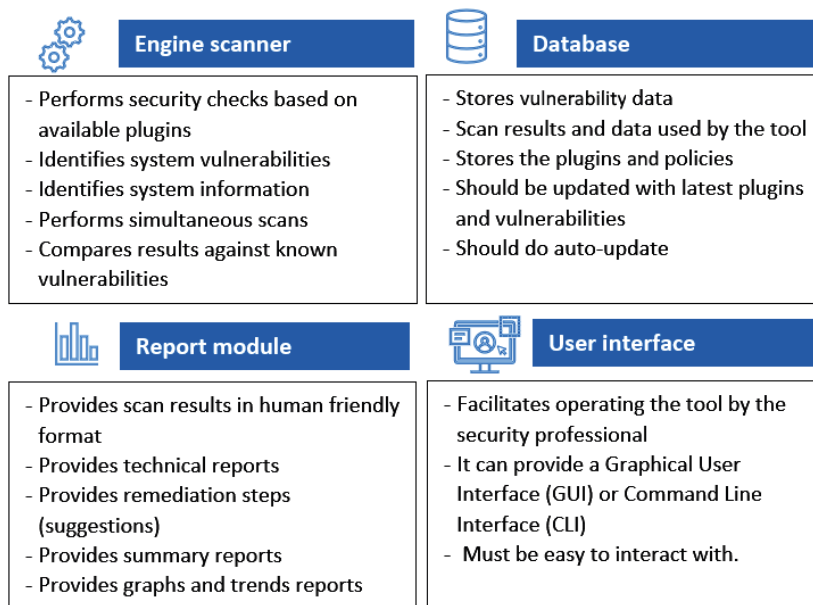 Engine scanner
- Performs security checks based on
available plugins
- Identifies system vulnerabilities
- Identifies system information
- Performs simultaneous scans
- Compares results against known
vulnerabilities
Database
- Stores vulnerability data
- Scan results and data used by the tool
- Stores the plugins and policies
- Should be updated with latest plugins
and vulnerabilities
- Should do auto-update
Report module
- Provides scan results in human friendly
format
- Provides technical reports
- Provides remediation steps
(suggestions)
- Provides summary reports
- Provides graphs and trends reports
User interface
- Facilitates operating the tool by the
security professional
- It can provide a Graphical User
Interface (GUI) or Command Line
Interface (CLI)
- Must be easy to interact with.